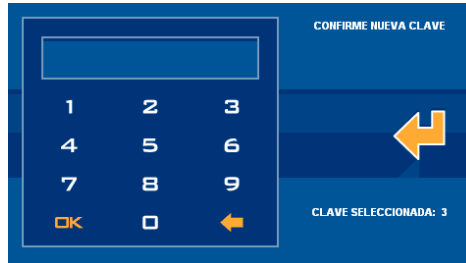 CONFIRME NUEVA CLAVE
1 2 3
4 5 6
7 8 9
OK 0
CLAVE SELECCIONADA: 3